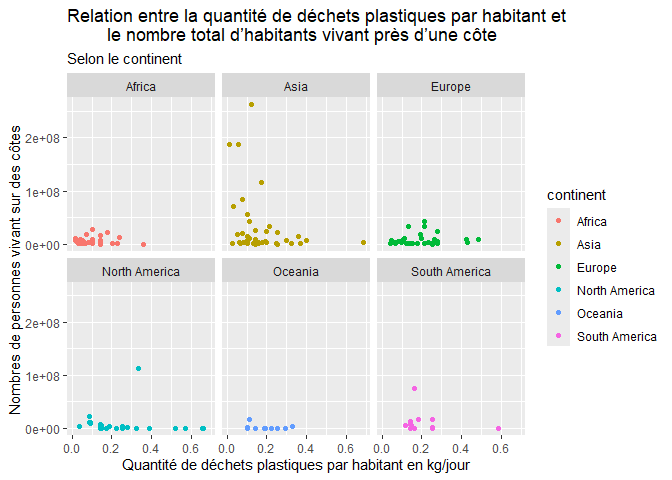 Relation entre la quantité de déchets plastiques par habitant et
le nombre total d'habitants vivant près d'une côte
Selon le continent
Africa Asia Europe
2e+08
1e+08
0e+00
North America Oceania South America
2e+08
1e+08
0e+00
0.0 0.2 0.4 0.6 0.0 0.2 0.4 0.6 0.0 0.2 0.4 0.6
Quantité de déchets plastiques par habitant en kg/jour
Nombres de personnes vivant sur des côtes
continent
Africa
Asia
Europe
North America
Oceania
South America